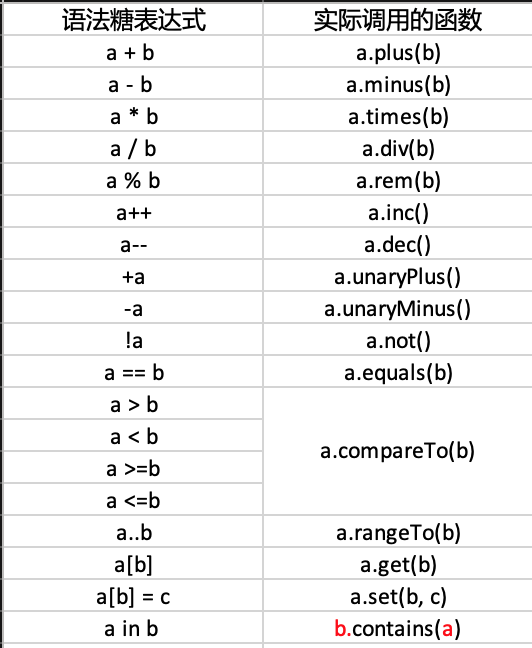 语法糖表达式 实际调用的函数
a + b a.plus(b)
a - b a.minus(b)
a * b a.times(b)
a / b a.div(b)
a % b a.rem(b)
a++ a.inc()
a-- a.dec()
+a a.unaryPlus()
-a a.unaryMinus()
!a a.not()
a == b a.equals(b)
a > b
a < b
a >=b
a <=b
a.compareTo(b)
a..b a.rangeTo(b)
a[b] a.get(b)
a[b] = c a.set(b, c)
a in b b.contains(a)